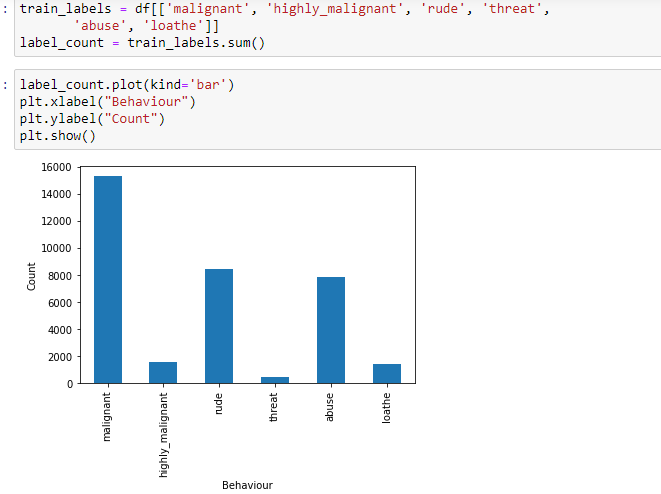 : train_labels = df[['malignant', 'highly_malignant', 'rude', 'threat',
'abuse', 'loathe']]
label_count = train_labels.sum()
: label_count.plot(kind='bar')
plt.xlabel("Behaviour")
plt.ylabel("Count")
plt.show()
16000
14000
12000
10000
8000
6000
4000
2000
0
Count
malignant
highly_malignant
rude
threat
abuse
loathe
Behaviour